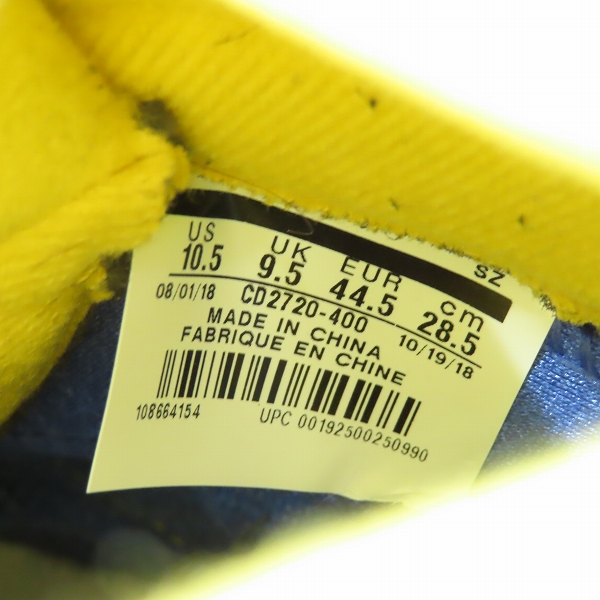 SZ
US UK EUR cm
10.5 9.5 44.5 28.5
08/01/18 CD2720-400 10/19/18
MADE IN CHINA
FABRIQUE EN CHINE
108664154 UPC 00192500250990